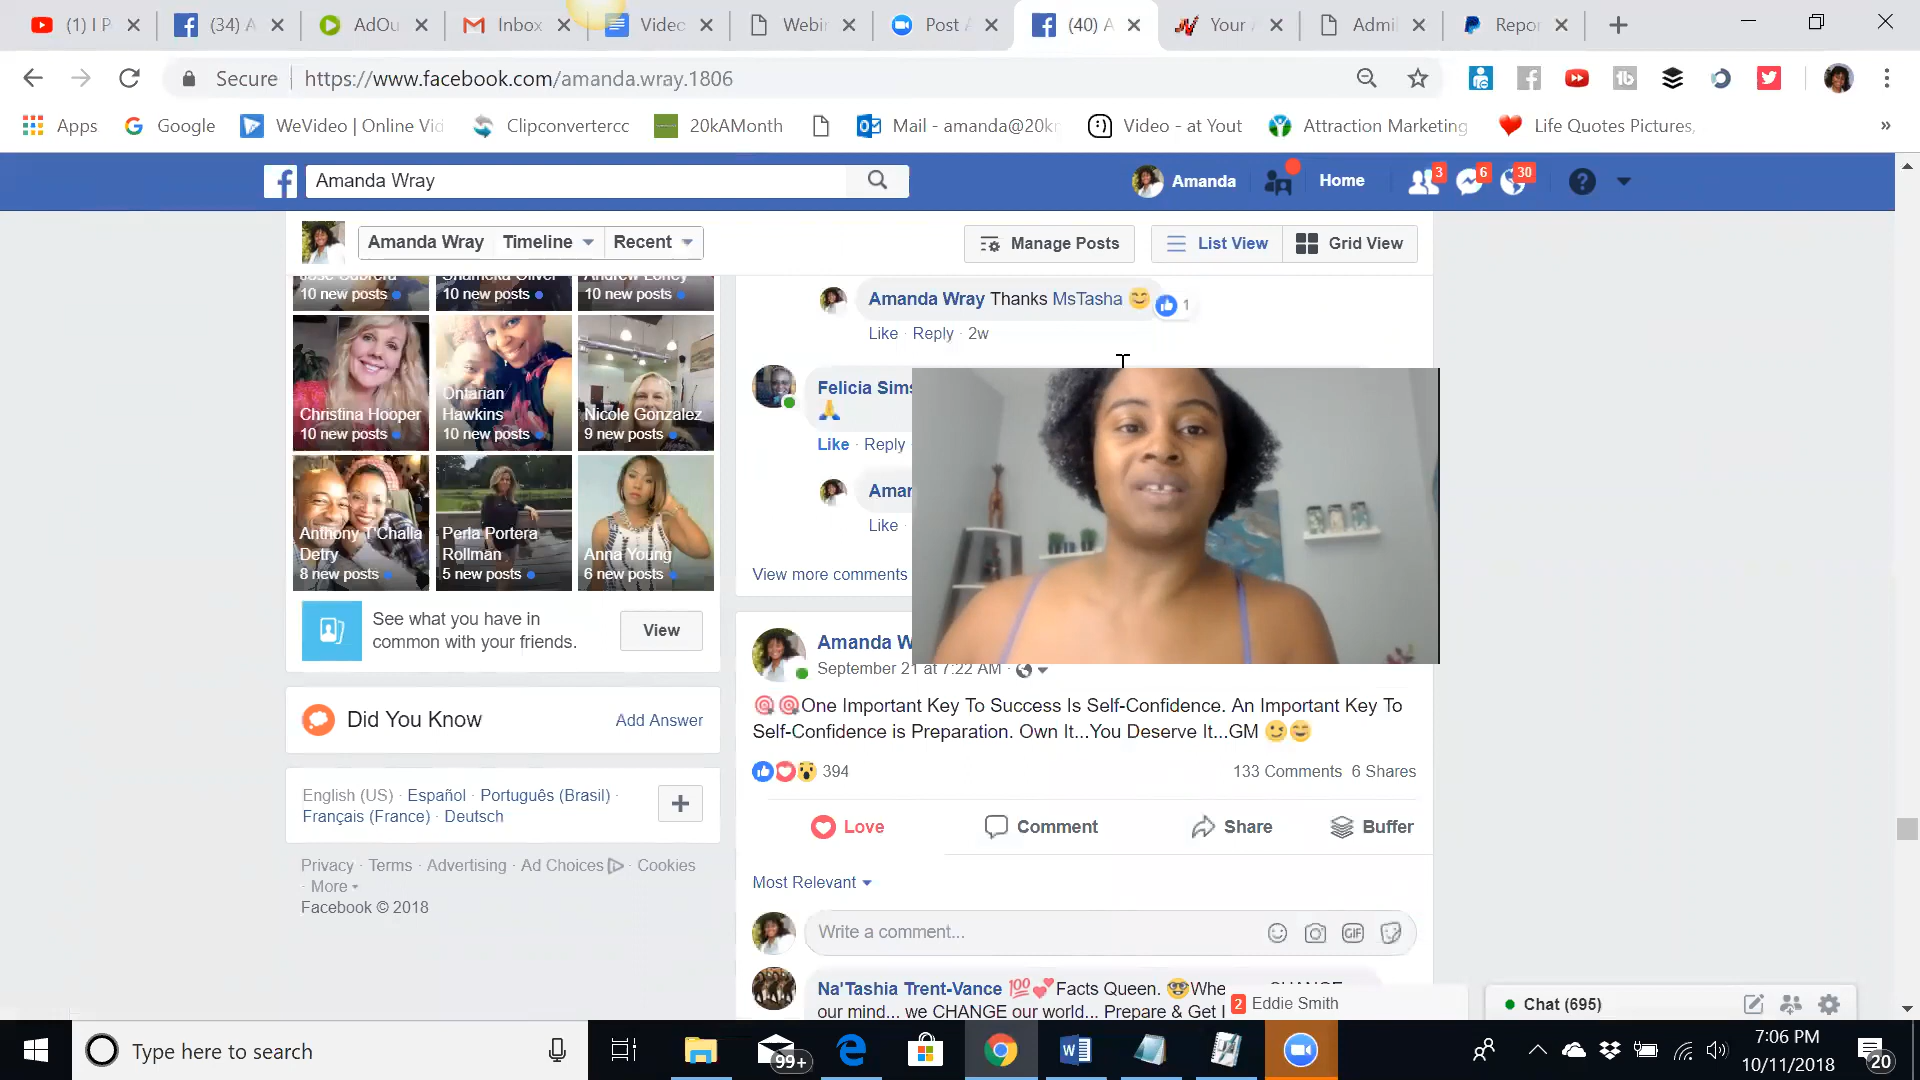 (1) I P
(34) A
AdOu
Inbox
Videc
Webir
Post A
(40) A
Your
Admi
Repor
Secure
https://www.facebook.com/amanda.wray.1806
Apps
Google
WeVideo | Online Vid
Clipconvertercc
20kAMonth
Mail - amanda@20k
Video - at Yout
Attraction Marketing
Life Quotes Pictures,
»
Amanda Wray
Amanda
Home
3
6
30
Amanda Wray
Timeline
Recent
Manage Posts
List View
Grid View
10 new posts
10 new posts
10 new posts
Christina Hooper
10 new posts
Ontarian
Hawkins
10 new posts
Nicole Gonzalez
9 new posts
Anthony T'Challa
Detry
8 new posts
Perla Portera
Rollman
5 new posts
Anna Young
6 new posts
See what you have in
common with your friends.
View
Did You Know
Add Answer
English (US) · Español · Português (Brasil) ·
Français (France) · Deutsch
Privacy · Terms · Advertising · Ad Choices · Cookies
· More
Facebook © 2018
Amanda Wray Thanks MsTasha 😊 1
Like · Reply · 2w
Felicia Sims
🙏
Like · Reply
Amar
Like ·
View more comments
Amanda W
September 21 at 7:22 AM ·
🎯🎯One Important Key To Success Is Self-Confidence. An Important Key To
Self-Confidence is Preparation. Own It...You Deserve It...GM 😉😊
394
133 Comments 6 Shares
Love
Comment
Share
Buffer
Most Relevant
Write a comment...
GIF
Na'Tashia Trent-Vance 💯💕Facts Queen. 🤓Whe
our mind... we CHANGE our world... Prepare & Get I
2 Eddie Smith
Chat (695)
Type here to search
99+
7:06 PM
10/11/2018
20